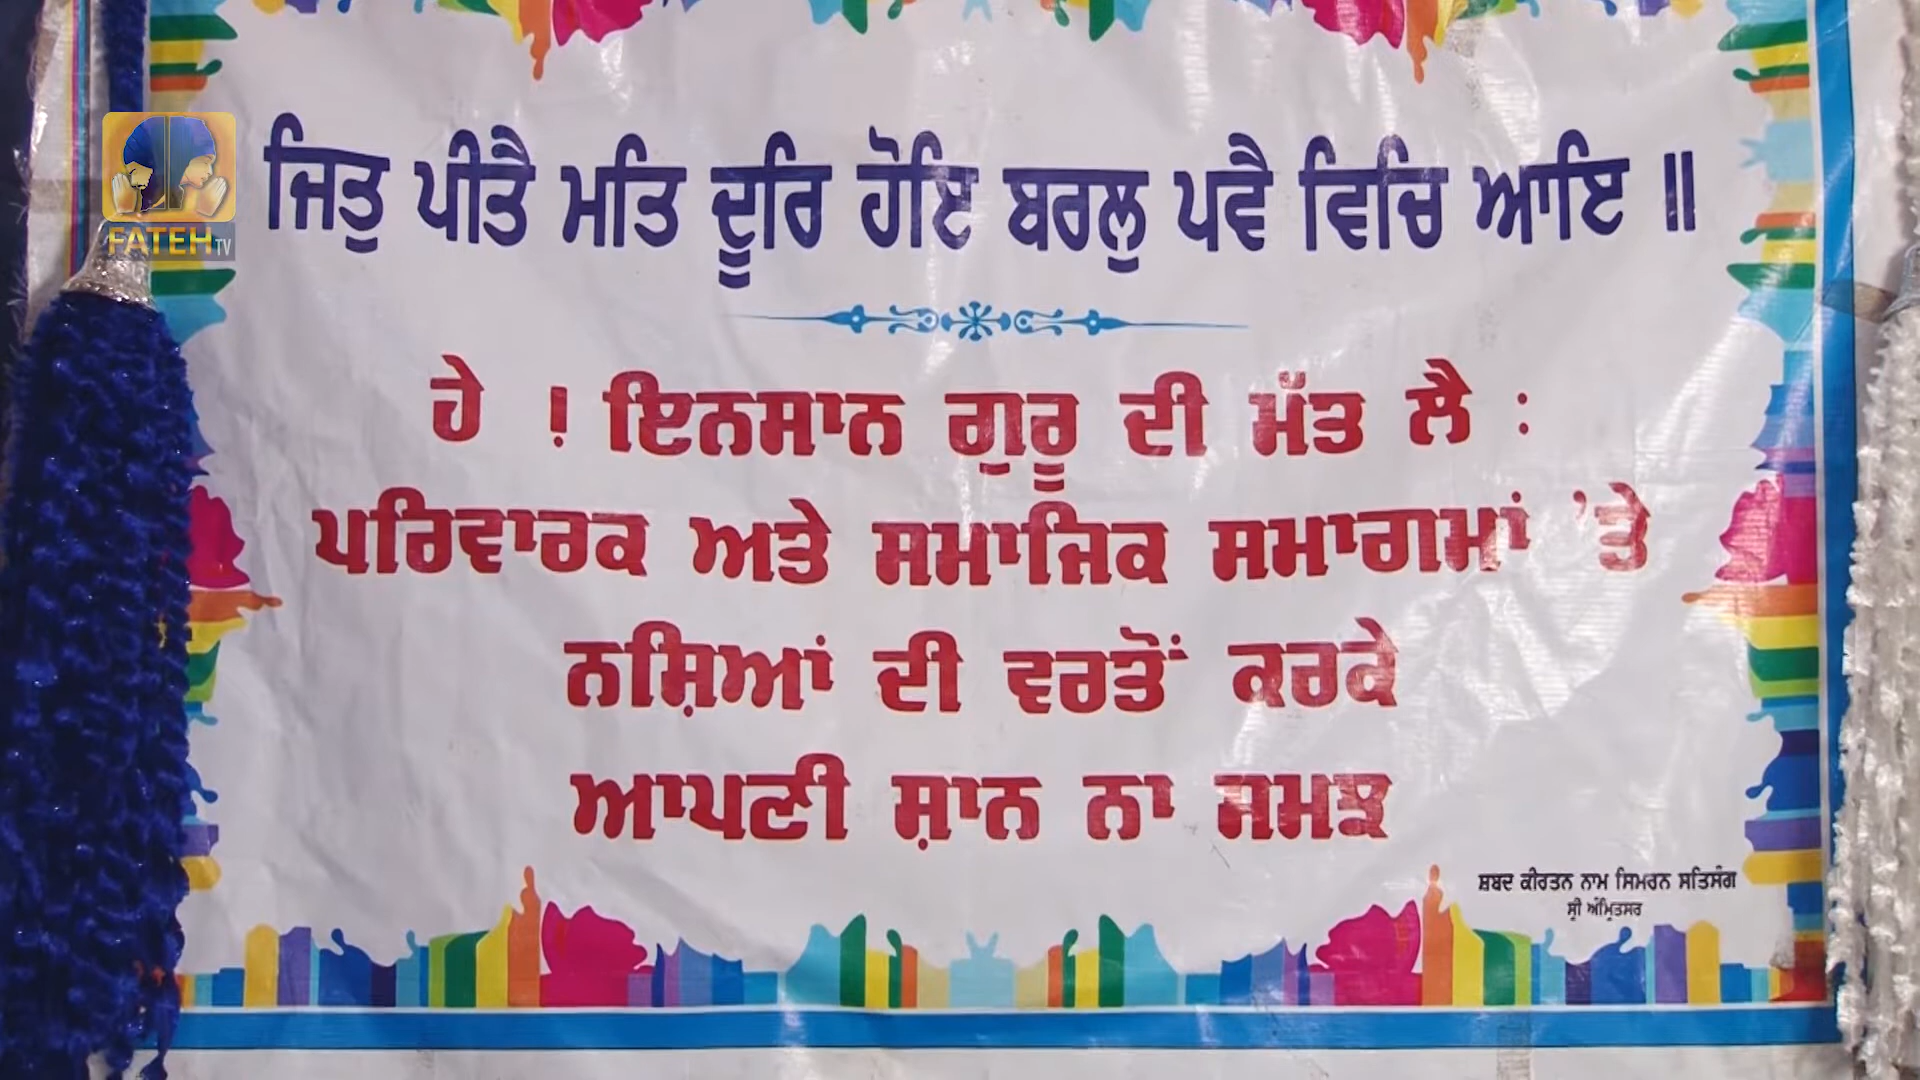 ਜਿਤੁ ਪੀਤੈ ਮਤਿ ਦੂਰਿ ਹੋਇ ਬਰਲੁ ਪਵੈ ਵਿਚਿ ਆਇ ॥
FATEH TV
ਹੇ ! ਇਨਸਾਨ ਗੁਰੂ ਦੀ ਮੱਤ ਲੈ :
ਪਰਿਵਾਰਕ ਅਤੇ ਸਮਾਜਿਕ ਸਮਾਗਮਾਂ 'ਤੇ
ਨਸ਼ਿਆਂ ਦੀ ਵਰਤੋਂ ਕਰਕੇ
ਆਪਣੀ ਸ਼ਾਨ ਨਾ ਸਮਝ
ਸ਼ਬਦ ਕੀਰਤਨ ਨਾਮ ਸਿਮਰਨ ਸਤਿਸੰਗ
ਸ੍ਰੀ ਅੰਮ੍ਰਿਤਸਰ